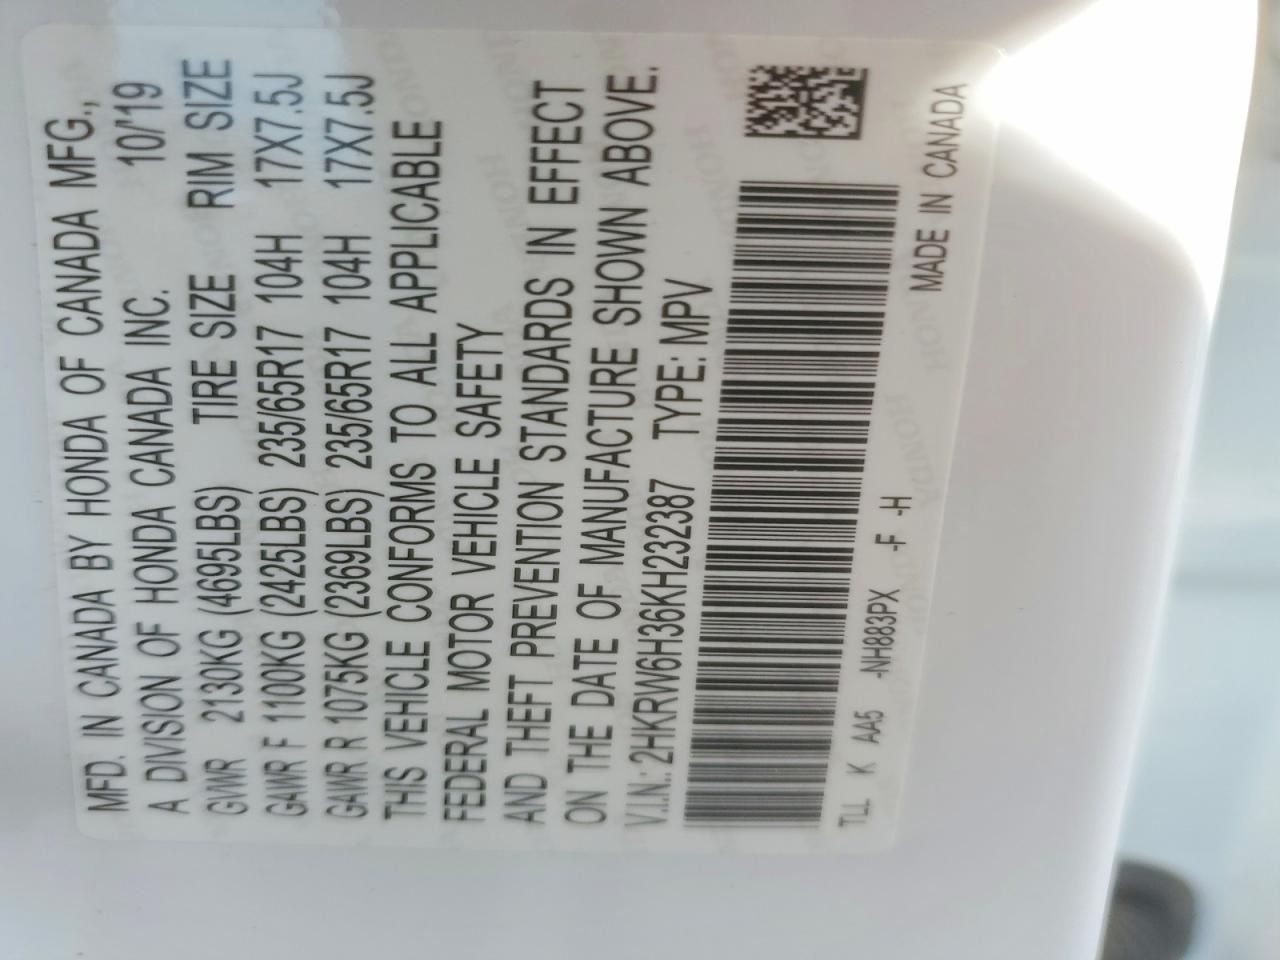 MFD. IN CANADA BY HONDA OF CANADA MFG.,
A DIVISION OF HONDA CANADA INC. 10/'19
GVWR 2130KG (4695LBS) TIRE SIZE RIM SIZE
GAWR F 1100KG (2425LBS) 235/65R17 104H 17X7.5J
GAWR R 1075KG (2369LBS) 235/65R17 104H 17X7.5J
THIS VEHICLE CONFORMS TO ALL APPLICABLE
FEDERAL MOTOR VEHICLE SAFETY
AND THEFT PREVENTION STANDARDS IN EFFECT
ON THE DATE OF MANUFACTURE SHOWN ABOVE.
V.I.N.: 2HKRW6H36KH232387 TYPE: MPV
TLL K AA5 -NH883PX -F -H
MADE IN CANADA